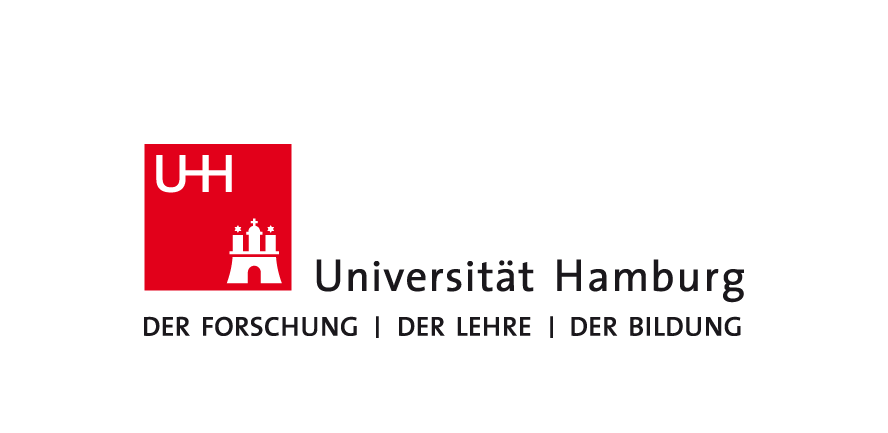 UHH
Universität Hamburg
DER FORSCHUNG | DER LEHRE | DER BILDUNG